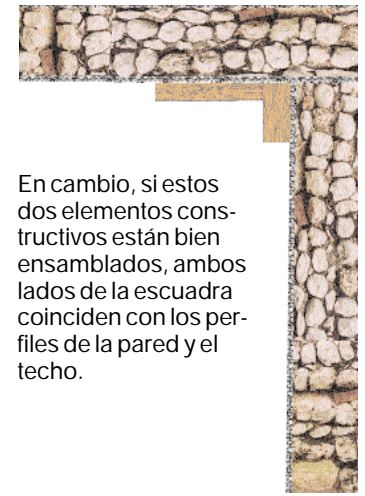 En cambio, si estos
dos elementos cons-
tructivos están bien
ensamblados, ambos
lados de la escuadra
coinciden con los per-
files de la pared y el
techo.